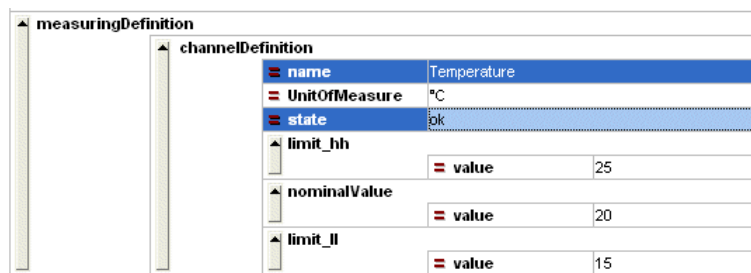 measuringDefinition
channelDefinition
= name Temperature
= UnitOfMeasure °C
= state ok
limit_hh
= value 25
nominalValue
= value 20
limit_ll
= value 15